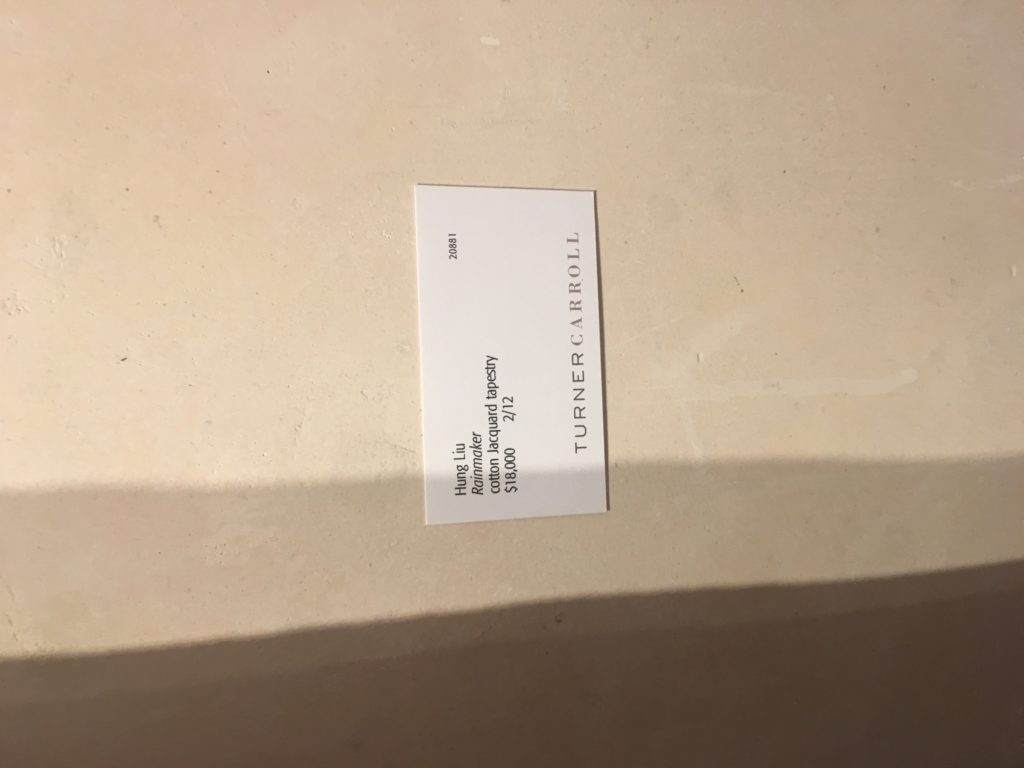 Hung Liu
Rainmaker
cotton Jacquard tapestry
$18,000 2/12
20881
TURNERCARROLL